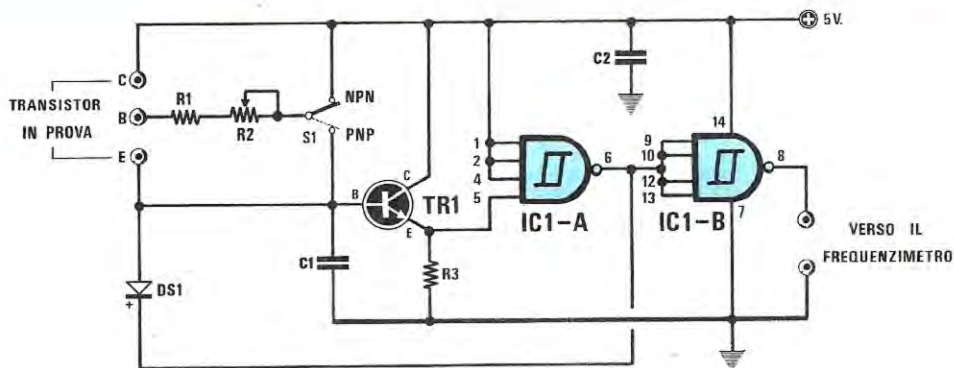 5V.
C2
C
NPN
TRANSISTOR
IN PROVA
B
R1
R2
S1
PNP
E
B
C
E
TR1
1
2
4
5
6
IC1-A
14
9
10
12
13
8
7
IC1-B
C1
R3
DS1
+
VERSO IL
FREQUENZIMETRO